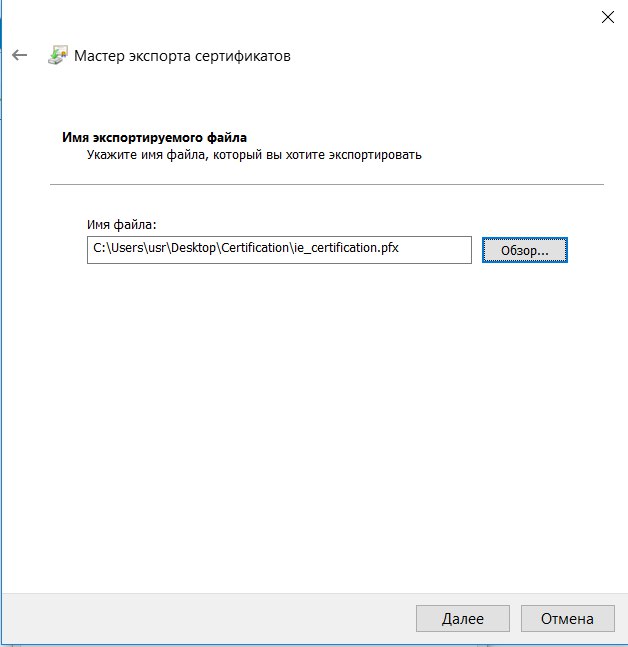 Мастер экспорта сертификатов
Имя экспортируемого файла
Укажите имя файла, который вы хотите экспортировать
Имя файла:
C:\Users\usr\Desktop\Certification\ie_certification.pfx
Обзор...
Далее
Отмена